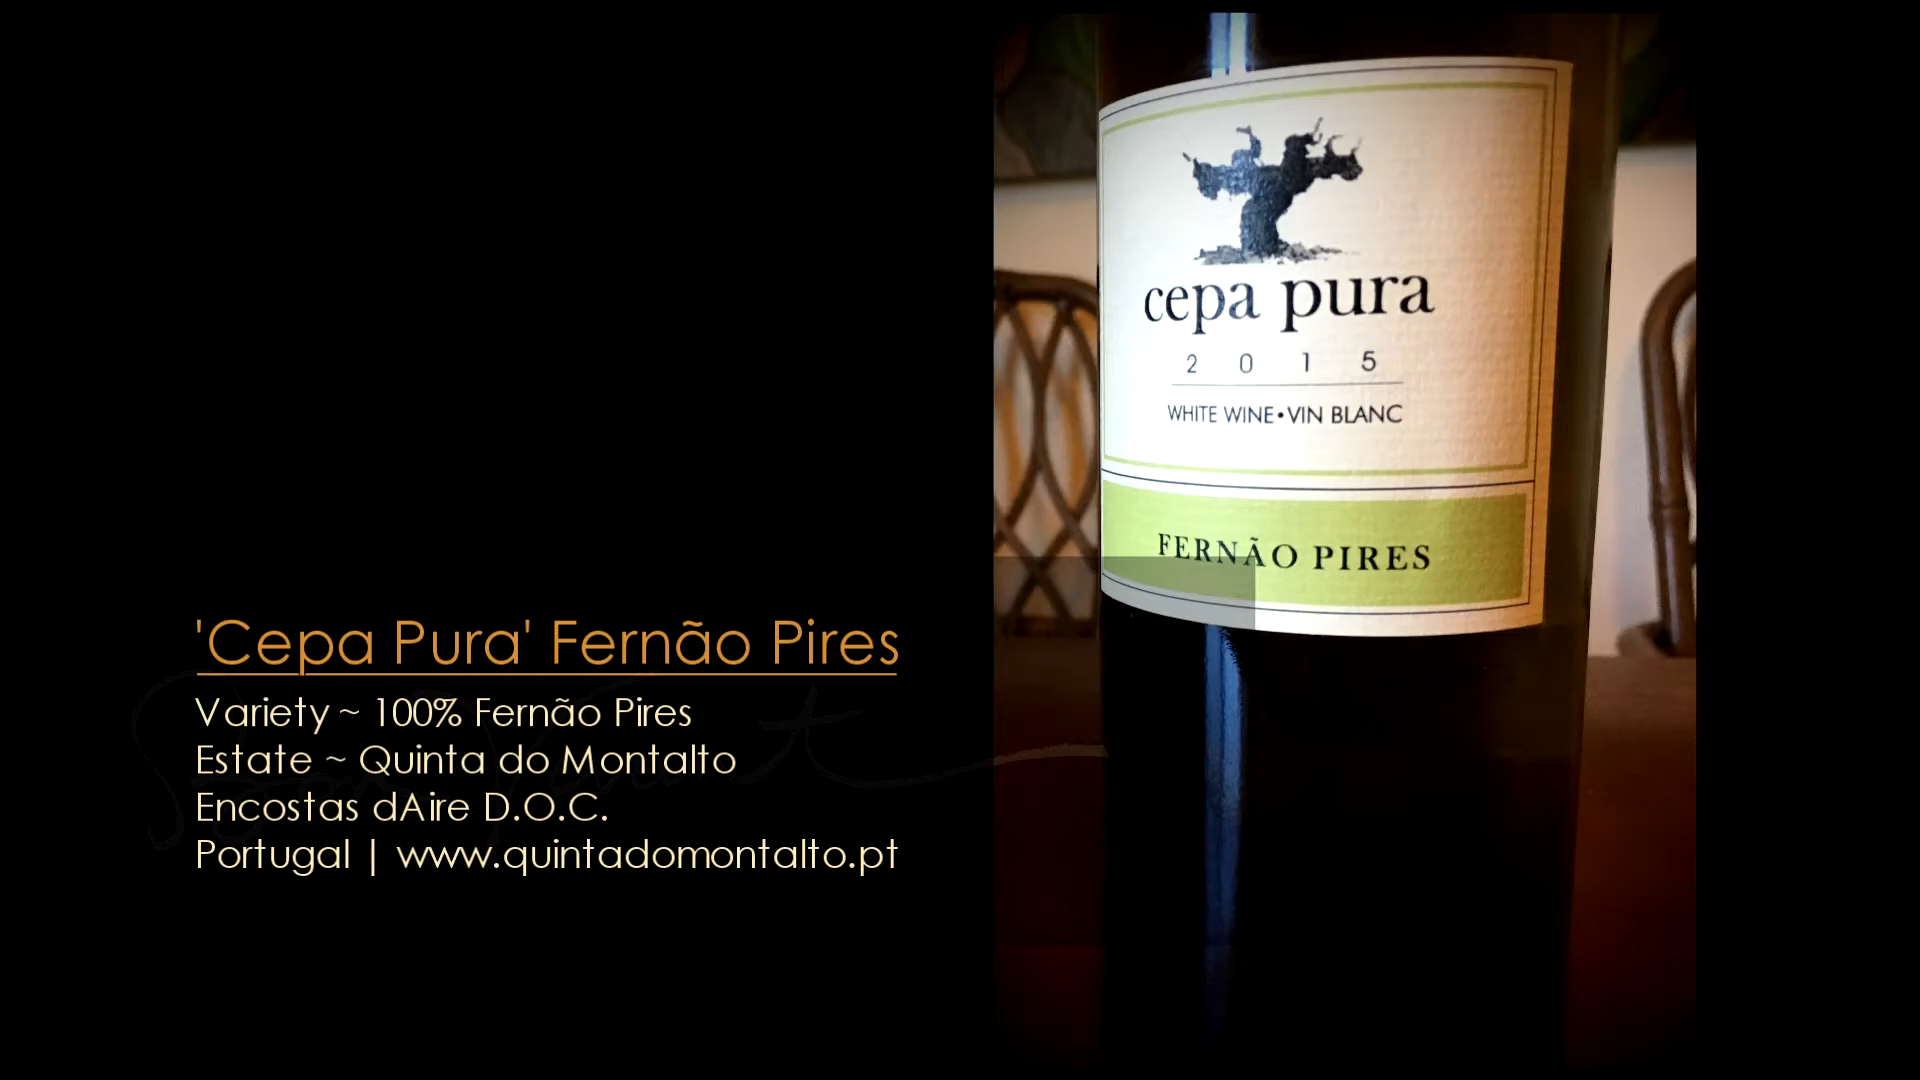 cepa pura
2 0 1 5
WHITE WINE•VIN BLANC
FERNÃO PIRES
'Cepa Pura' Fernão Pires
Variety ~ 100% Fernão Pires
Estate ~ Quinta do Montalto
Encostas dAire D.O.C.
Portugal | www.quintadomontalto.pt